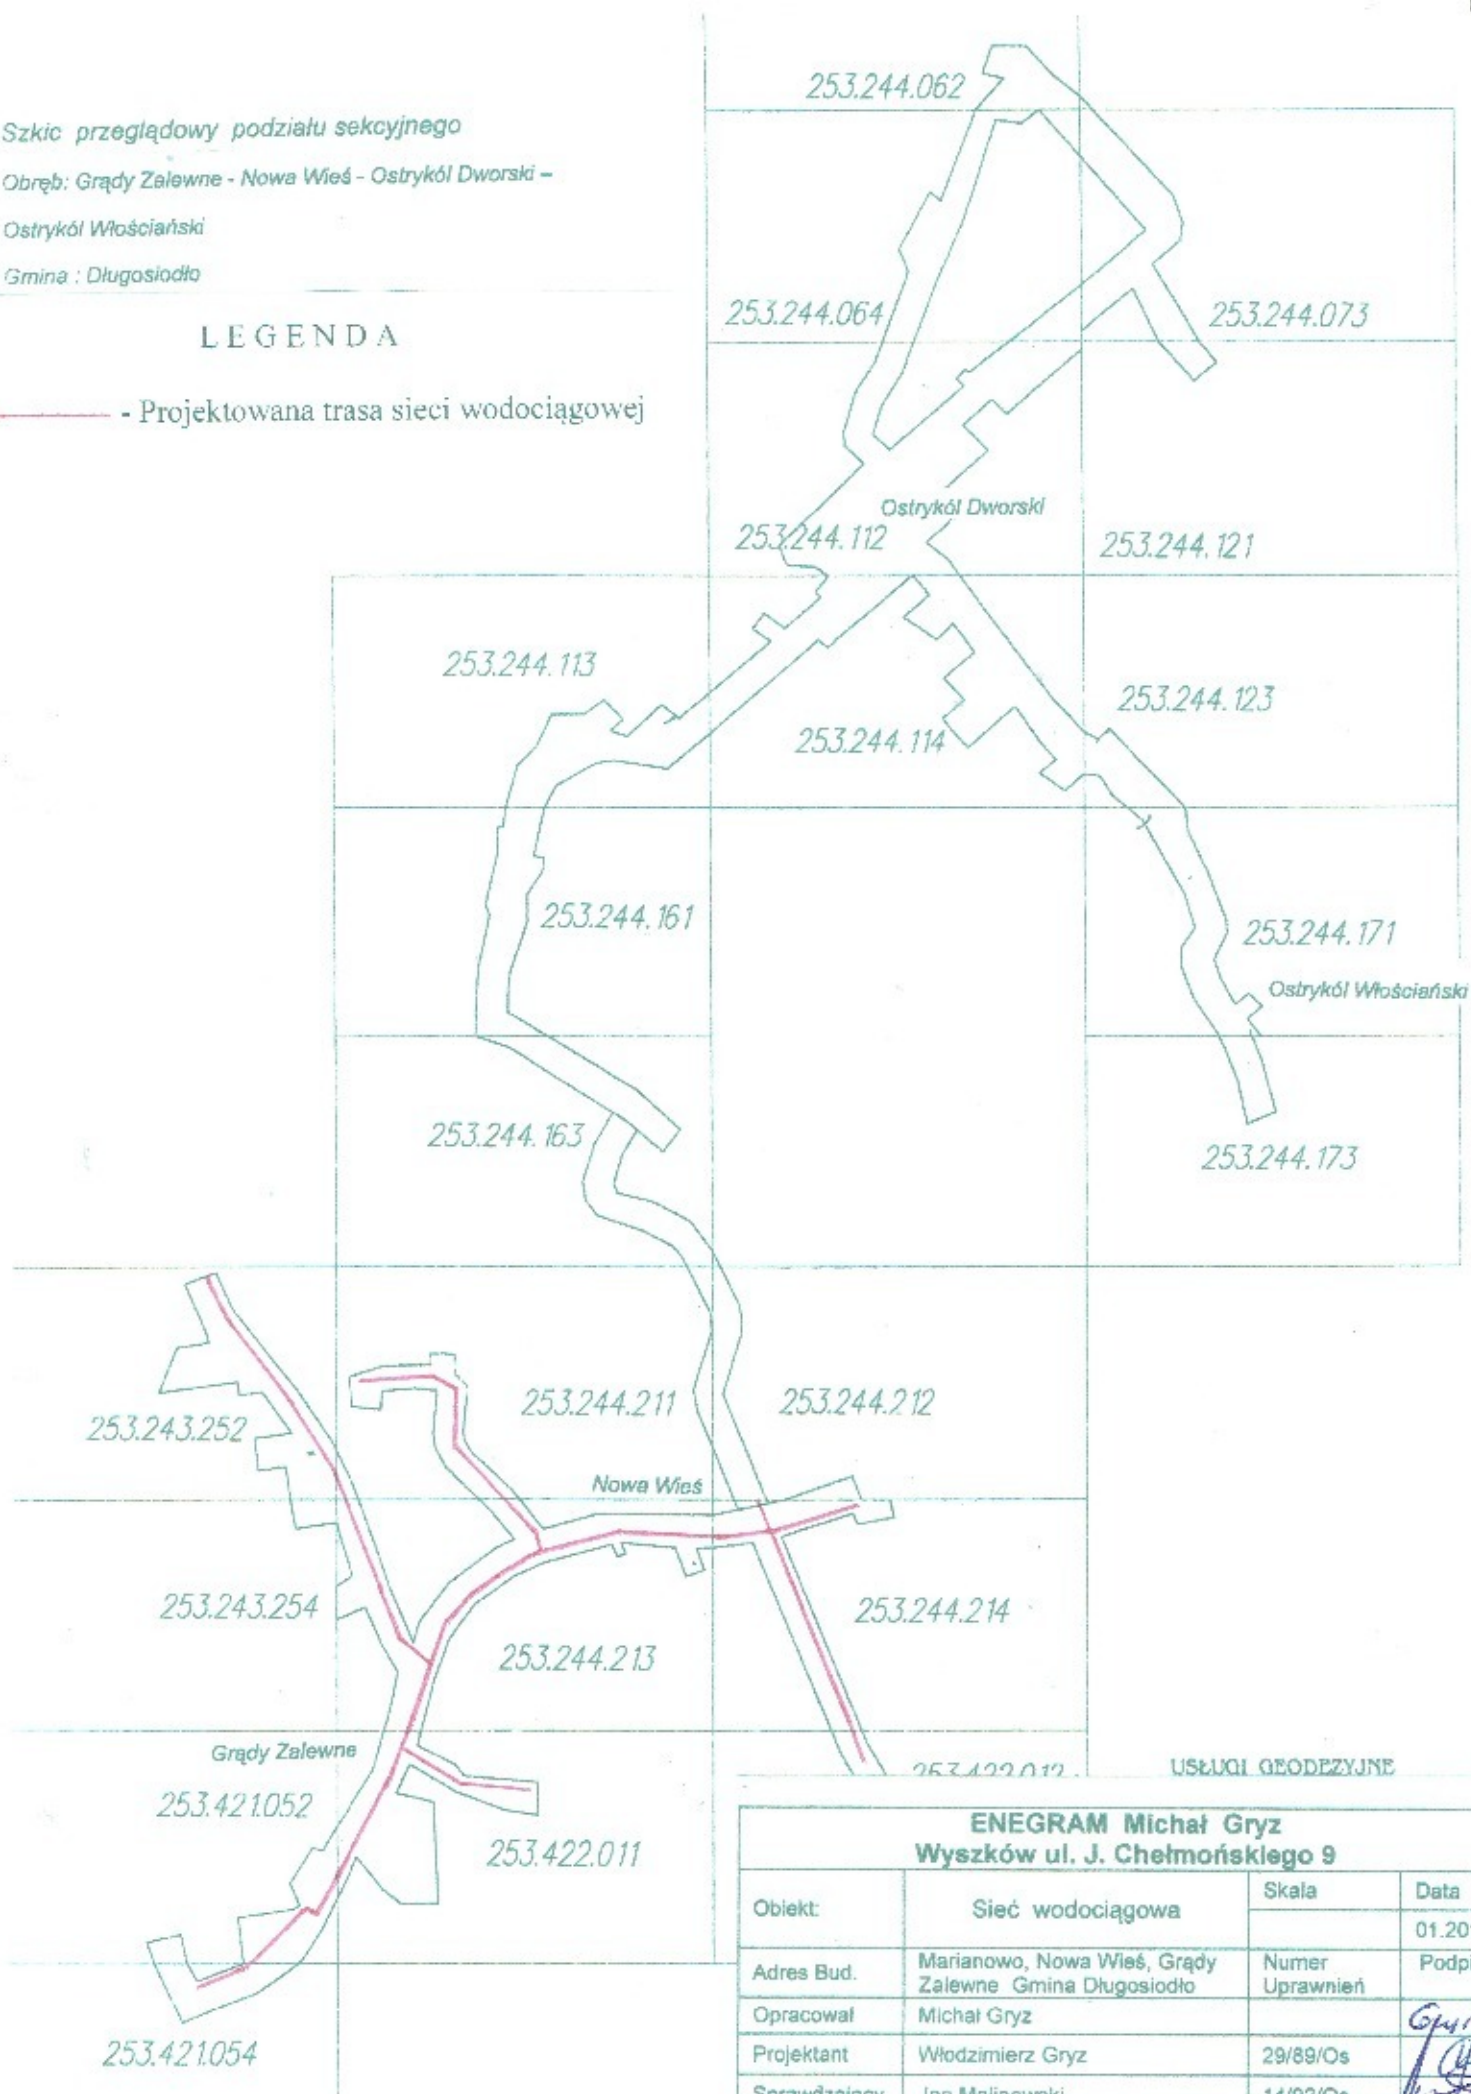 Szkic przeglądowy podziału sekcyjnego
Obręb: Grądy Zalewne - Nowa Wieś - Ostrykół Dworski –
Ostrykół Włościański
Gmina : Długosiodło
LEGENDA
- Projektowana trasa sieci wodociągowej
253.244.062
253.244.064
253.244.073
Ostrykół Dworski
253.244.112
253.244.121
253.244.113
253.244.123
253.244.114
253.244.161
253.244.171
Ostrykół Włościański
253.244.163
253.244.173
253.244.211
253.244.212
253.243.252
Nowa Wieś
253.243.254
253.244.214
253.244.213
Grądy Zalewne
253.422.012
USŁUGI GEODEZYJNE
253.421.052
253.422.011
253.421.054
ENEGRAM Michał Gryz
Wyszków ul. J. Chełmońskiego 9
Obiekt: Sieć wodociągowa Skala Data
01.20
Adres Bud. Marianowo, Nowa Wieś, Grądy Zalewne Gmina Długosiodło Numer Uprawnień Podp
Opracował Michał Gryz
Projektant Włodzimierz Gryz 29/89/Os